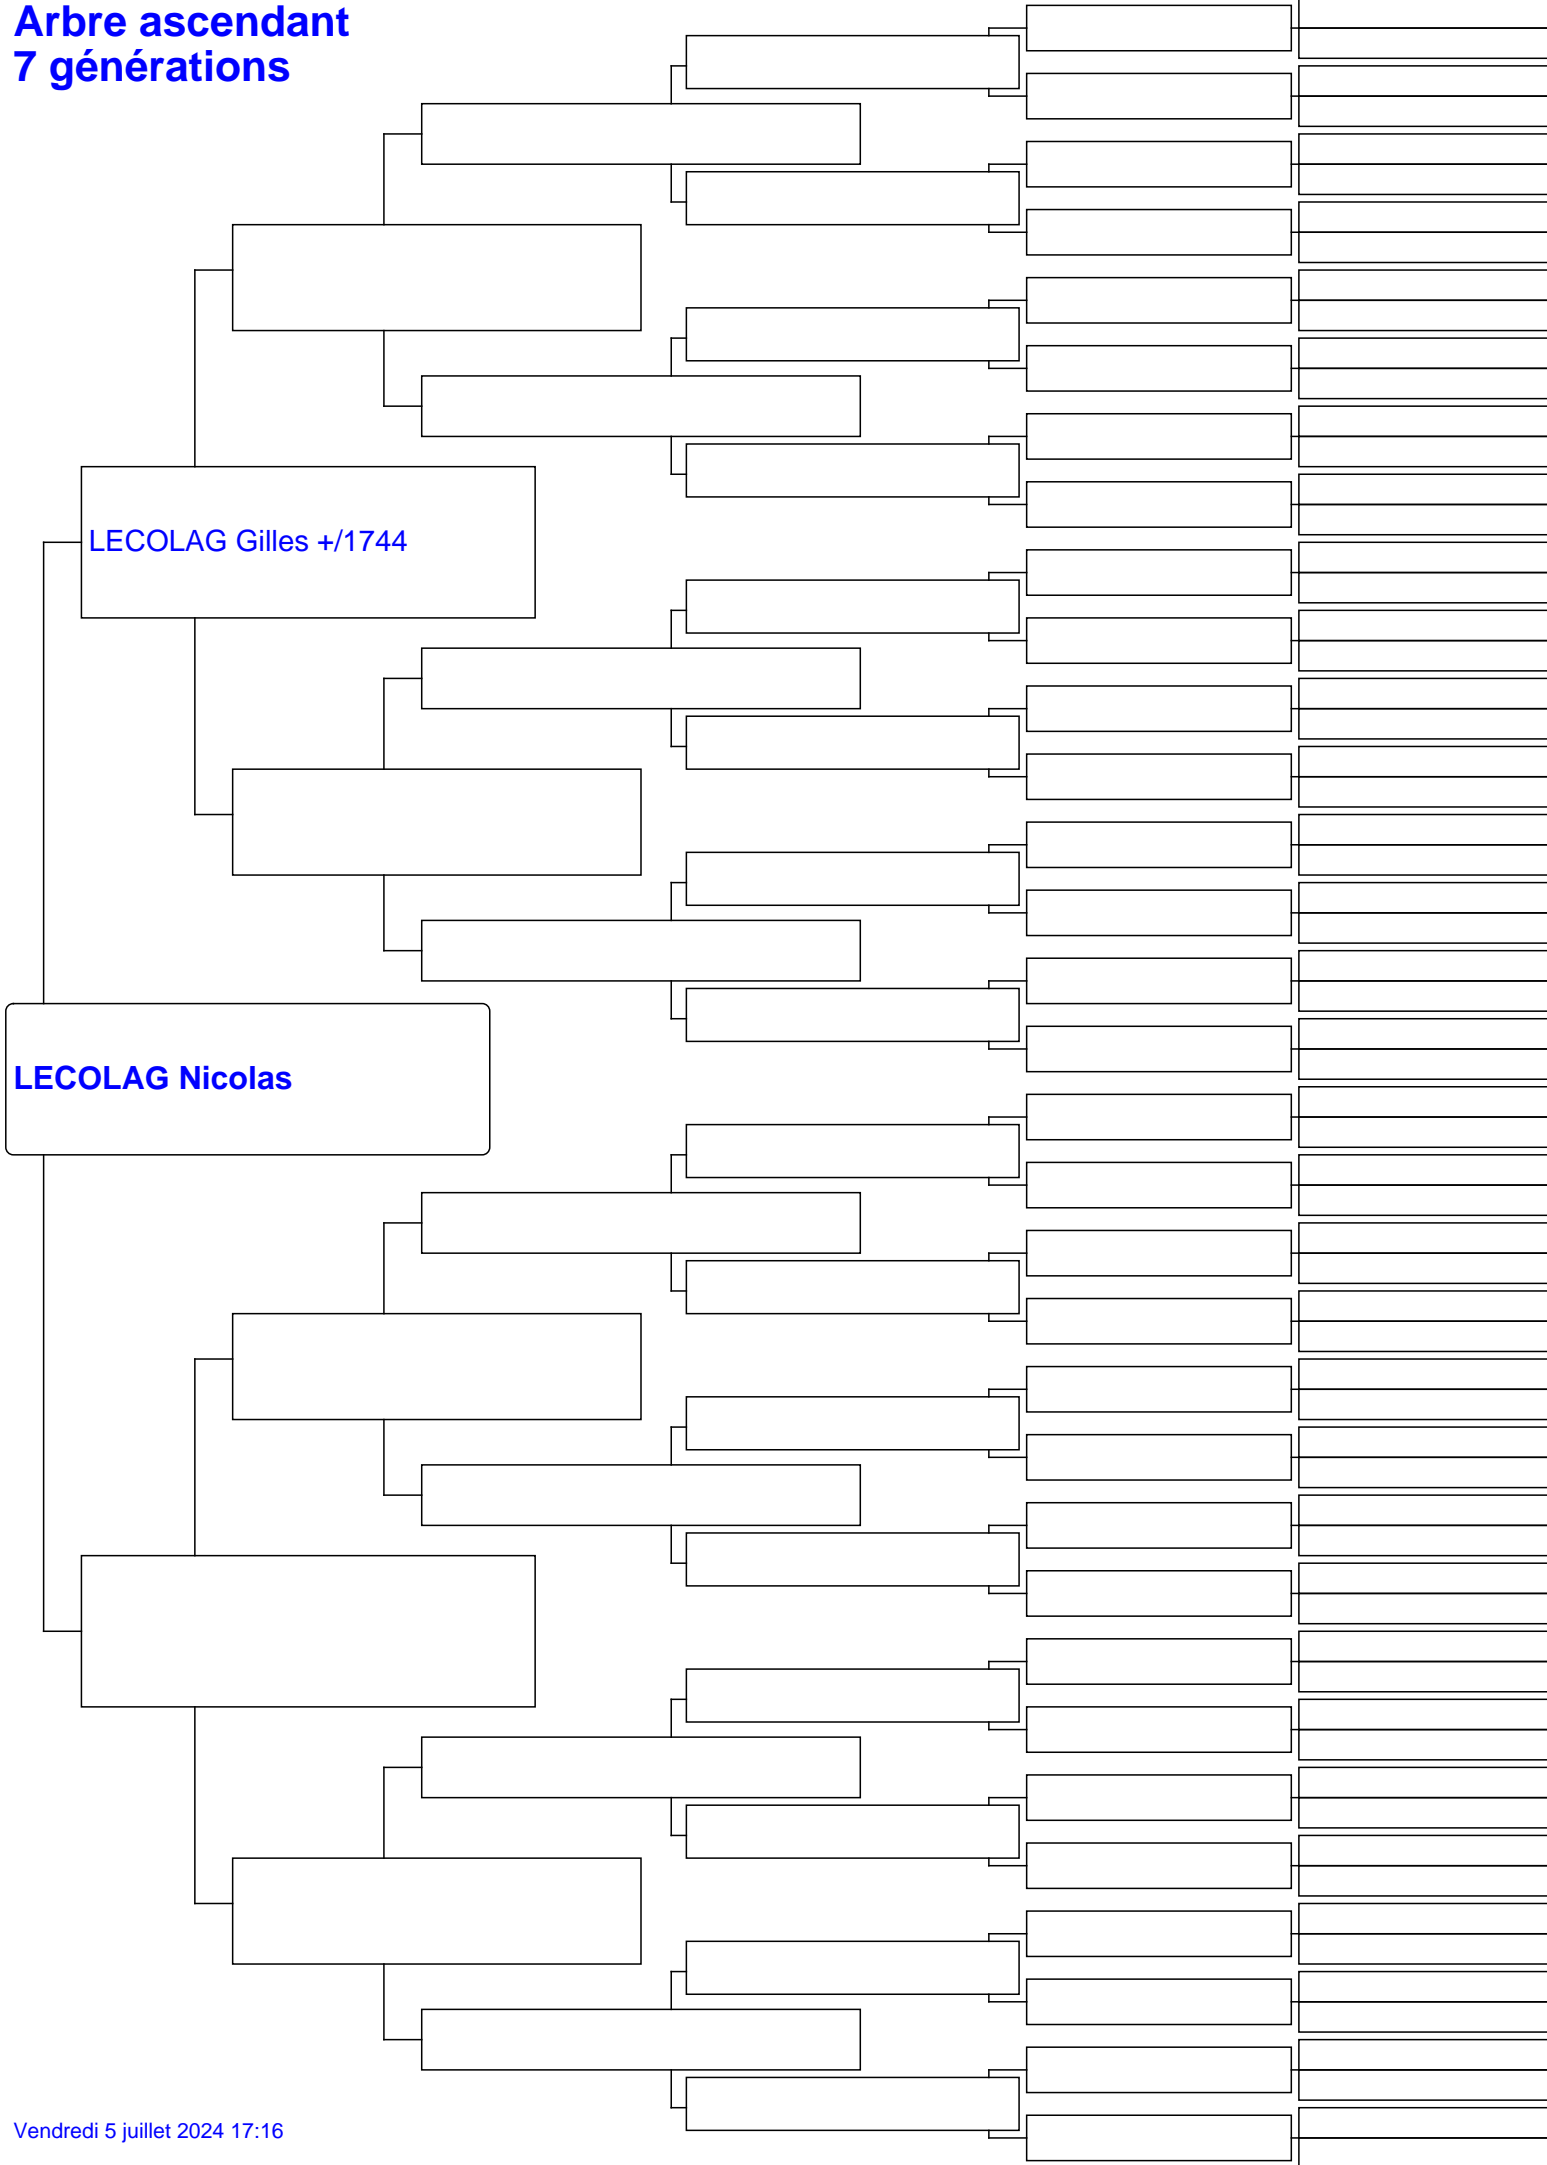 Arbre ascendant
7 générations
LECOLAG Gilles +/1744
LECOLAG Nicolas
Vendredi 5 juillet 2024 17:16